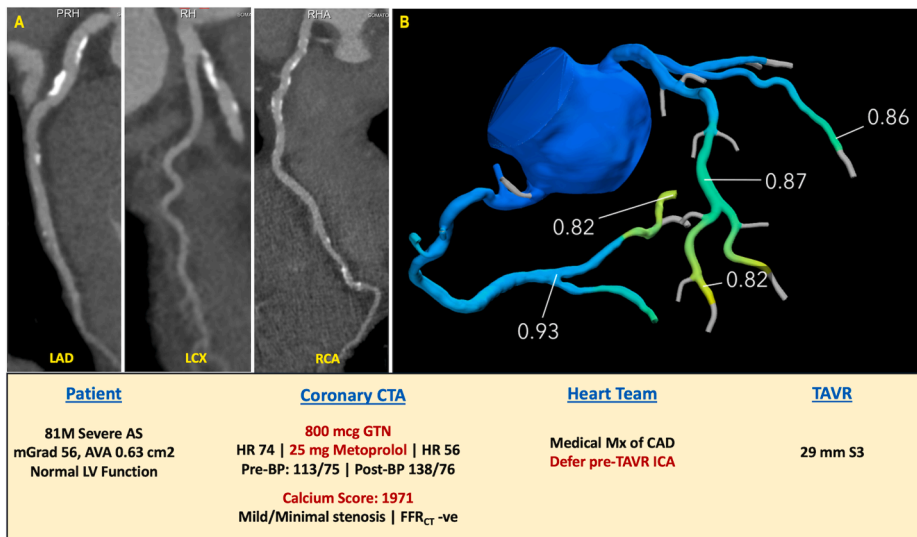 A
PRH
RH
SOMATO
RHA
SOMATO
LAD
LCX
RCA
B
0.86
0.87
0.82
0.82
0.93
Patient
81M Severe AS
mGrad 56, AVA 0.63 cm2
Normal LV Function
Coronary CTA
800 mcg GTN
HR 74 | 25 mg Metoprolol | HR 56
Pre-BP: 113/75 | Post-BP 138/76
Calcium Score: 1971
Mild/Minimal stenosis | FFRCT -ve
Heart Team
Medical Mx of CAD
Defer pre-TAVR ICA
TAVR
29 mm S3